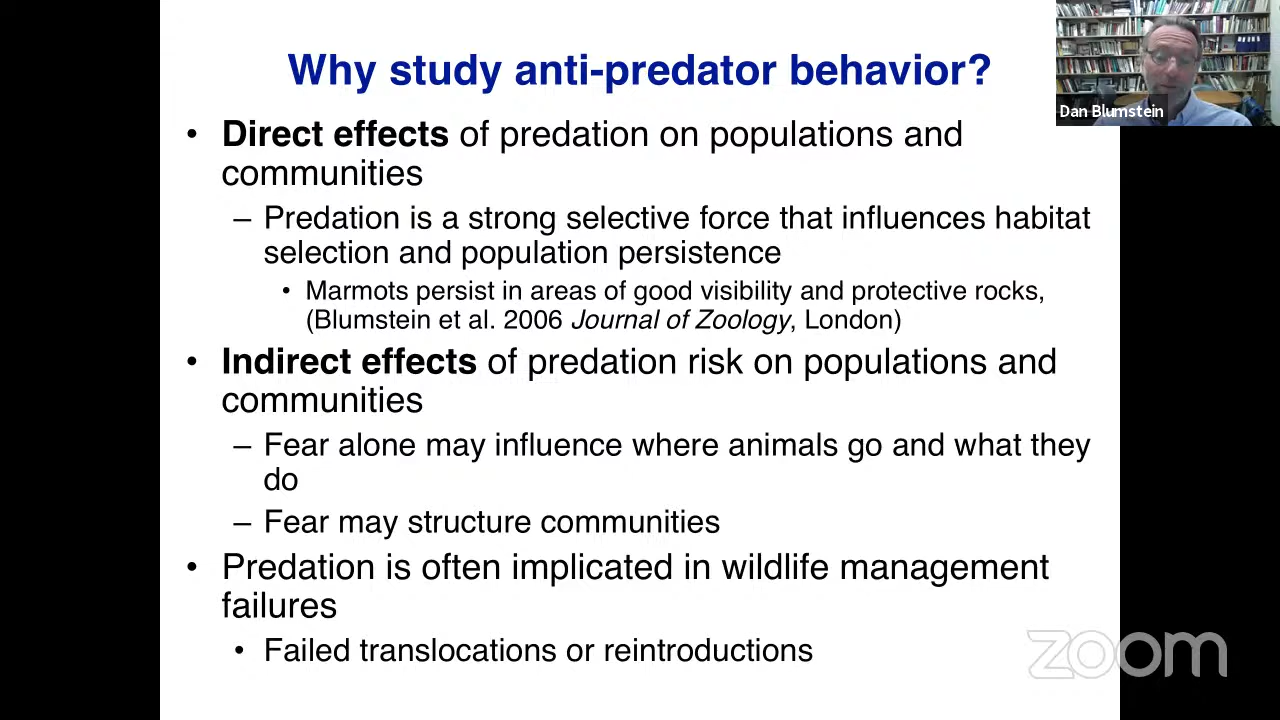 Why study anti-predator behavior?
Dan Blumstein
• Direct effects of predation on populations and
communities
– Predation is a strong selective force that influences habitat
selection and population persistence
• Marmots persist in areas of good visibility and protective rocks,
(Blumstein et al. 2006 Journal of Zoology, London)
• Indirect effects of predation risk on populations and
communities
– Fear alone may influence where animals go and what they
do
– Fear may structure communities
• Predation is often implicated in wildlife management
failures
• Failed translocations or reintroductions
zoom